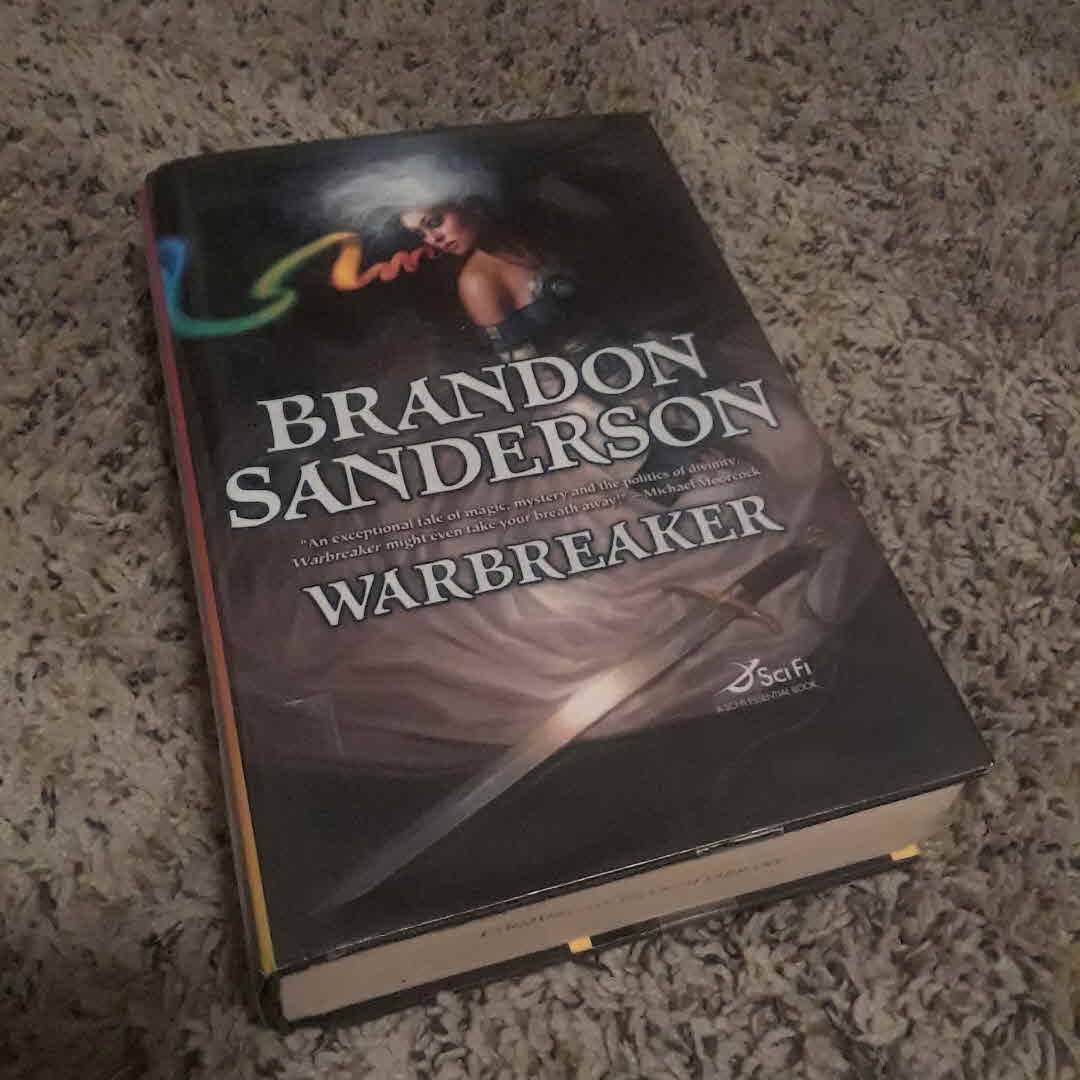 BRANDON
SANDERSON
"An exceptional tale of magic, mystery and the politics of divinity.
Warbreaker might even take your breath away!" —Michael Moorcock
WARBREAKER
SCI FI
A SCI FI ESSENTIAL BOOK